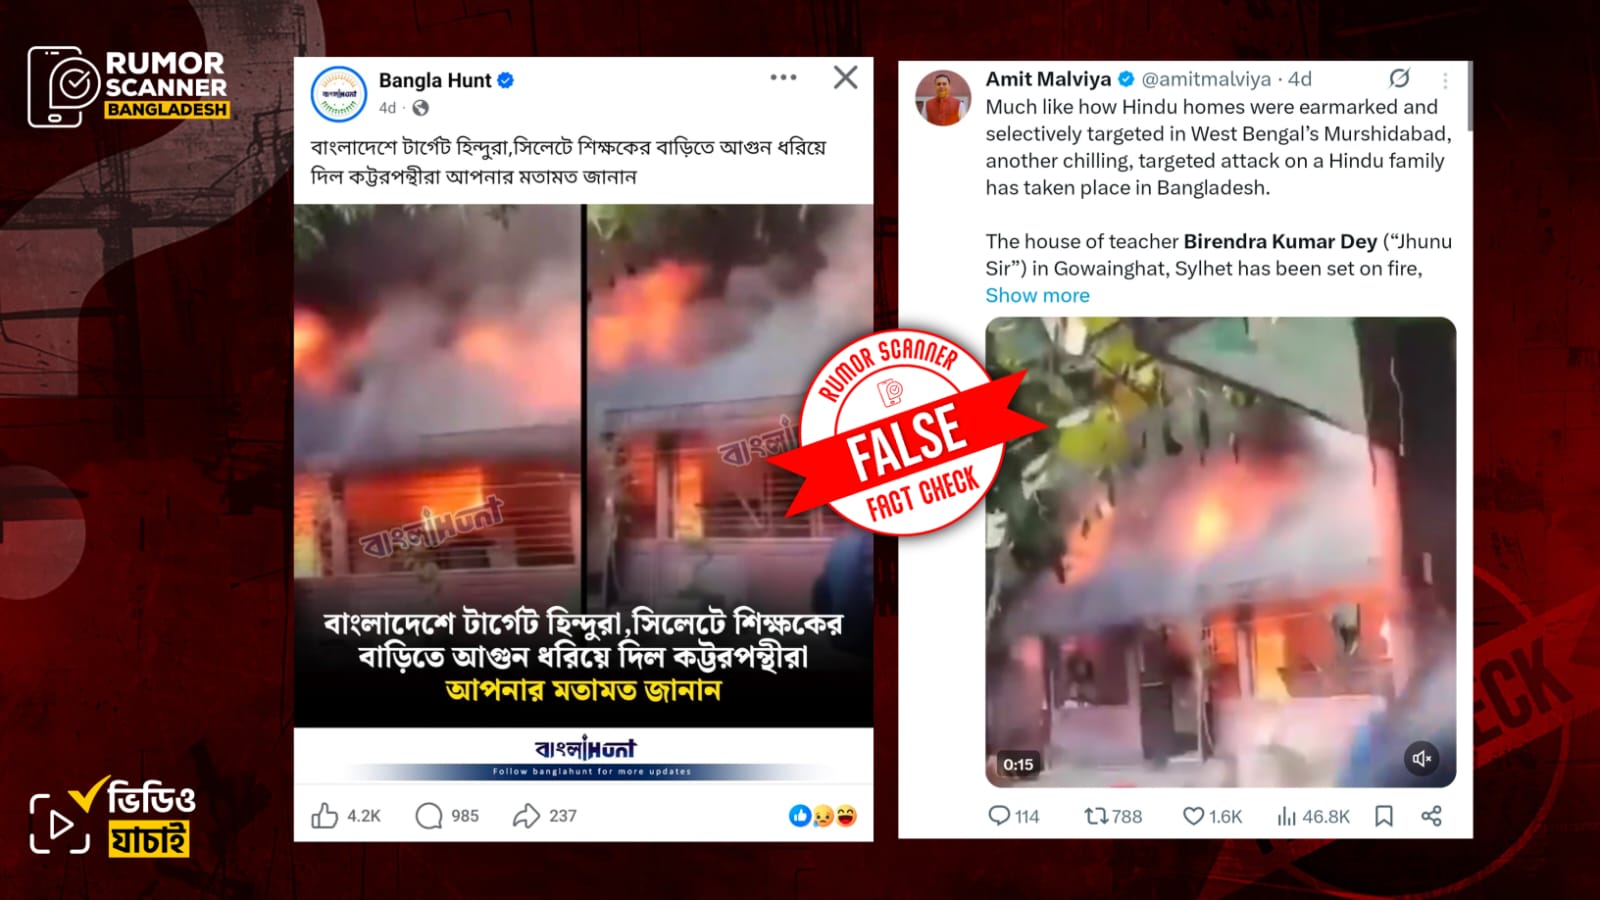 RUMOR
SCANNER
BANGLADESH
Bangla Hunt
4d ·
বাংলাদেশে টার্গেট হিন্দুরা,সিলেটে শিক্ষকের বাড়িতে আগুন ধরিয়ে
দিল কট্টরপন্থীরা আপনার মতামত জানান
বাংলাHunt
বাংলা
বাংলাদেশে টার্গেট হিন্দুরা,সিলেটে শিক্ষকের
বাড়িতে আগুন ধরিয়ে দিল কট্টরপন্থীরা
আপনার মতামত জানান
বাংলাHunt
Follow banglahunt for more updates
4.2K 985 237
Amit Malviya @amitmalviya · 4d
Much like how Hindu homes were earmarked and
selectively targeted in West Bengal’s Murshidabad,
another chilling, targeted attack on a Hindu family
has taken place in Bangladesh.
The house of teacher Birendra Kumar Dey (“Jhunu
Sir”) in Gowainghat, Sylhet has been set on fire,
Show more
0:15
114 788 1.6K 46.8K
RUMOR SCANNER
FALSE
FACT CHECK
ভিডিও
যাচাই